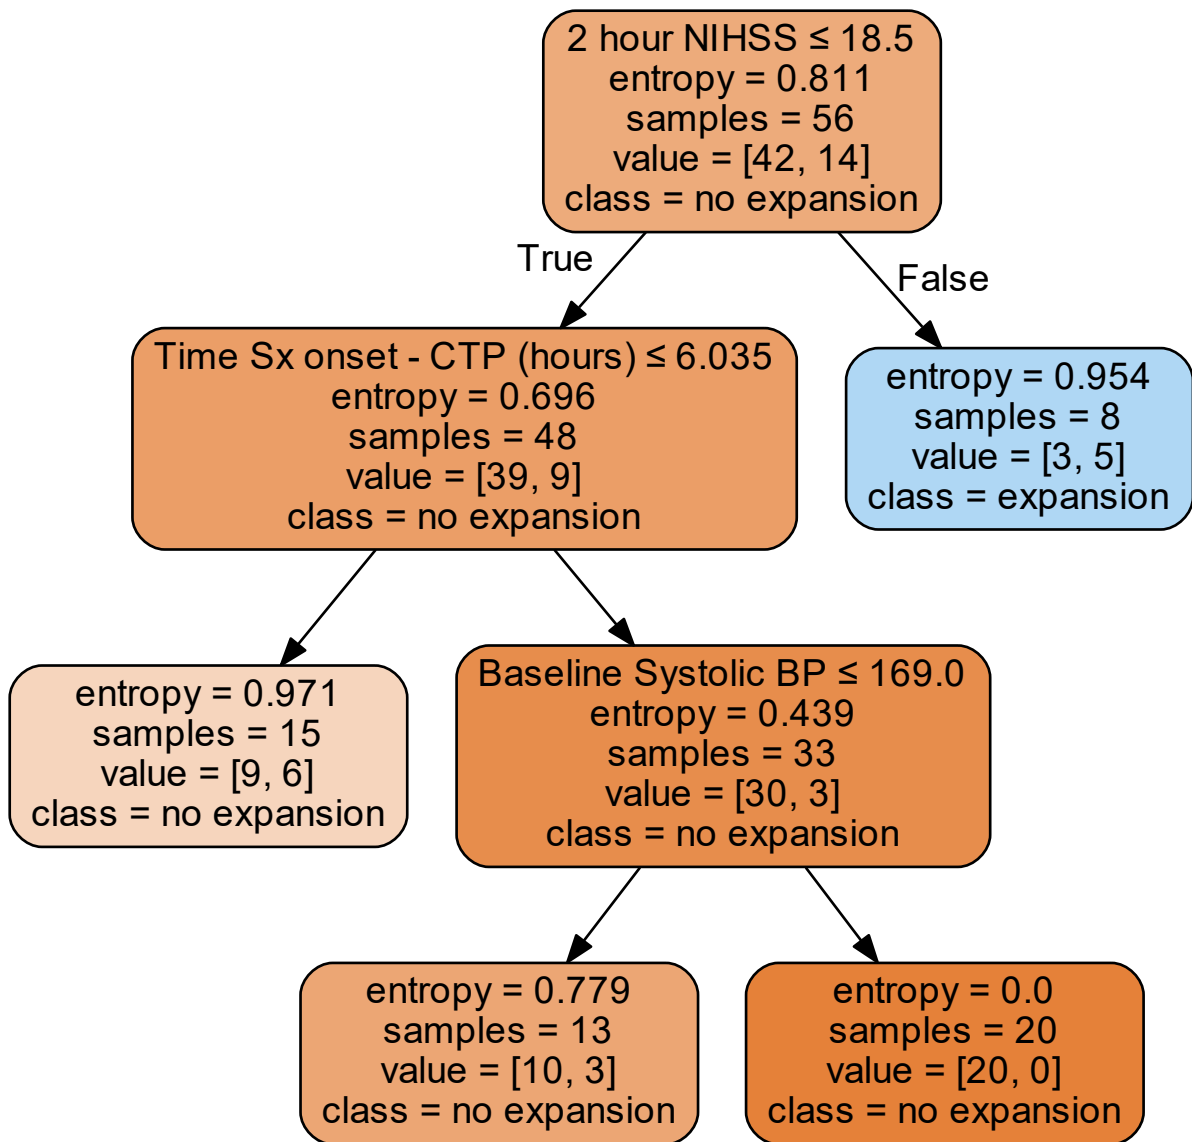 2 hour NIHSS ≤ 18.5
entropy = 0.811
samples = 56
value = [42, 14]
class = no expansion
True
False
Time Sx onset - CTP (hours) ≤ 6.035
entropy = 0.696
samples = 48
value = [39, 9]
class = no expansion
entropy = 0.954
samples = 8
value = [3, 5]
class = expansion
entropy = 0.971
samples = 15
value = [9, 6]
class = no expansion
Baseline Systolic BP ≤ 169.0
entropy = 0.439
samples = 33
value = [30, 3]
class = no expansion
entropy = 0.779
samples = 13
value = [10, 3]
class = no expansion
entropy = 0.0
samples = 20
value = [20, 0]
class = no expansion